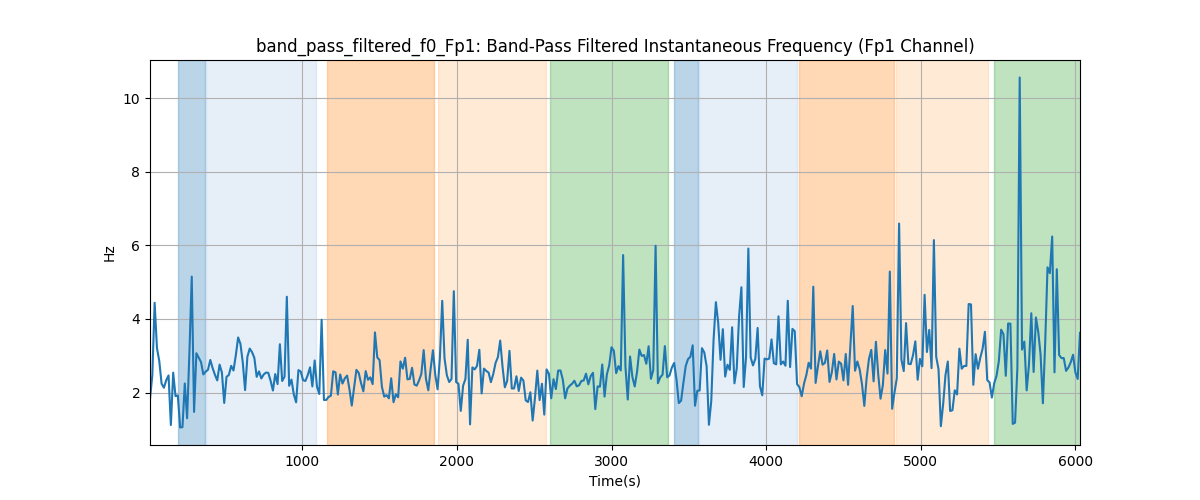 band_pass_filtered_f0_Fp1: Band-Pass Filtered Instantaneous Frequency (Fp1 Channel)
10
8
6
4
2
Hz
1000 2000 3000 4000 5000 6000
Time(s)